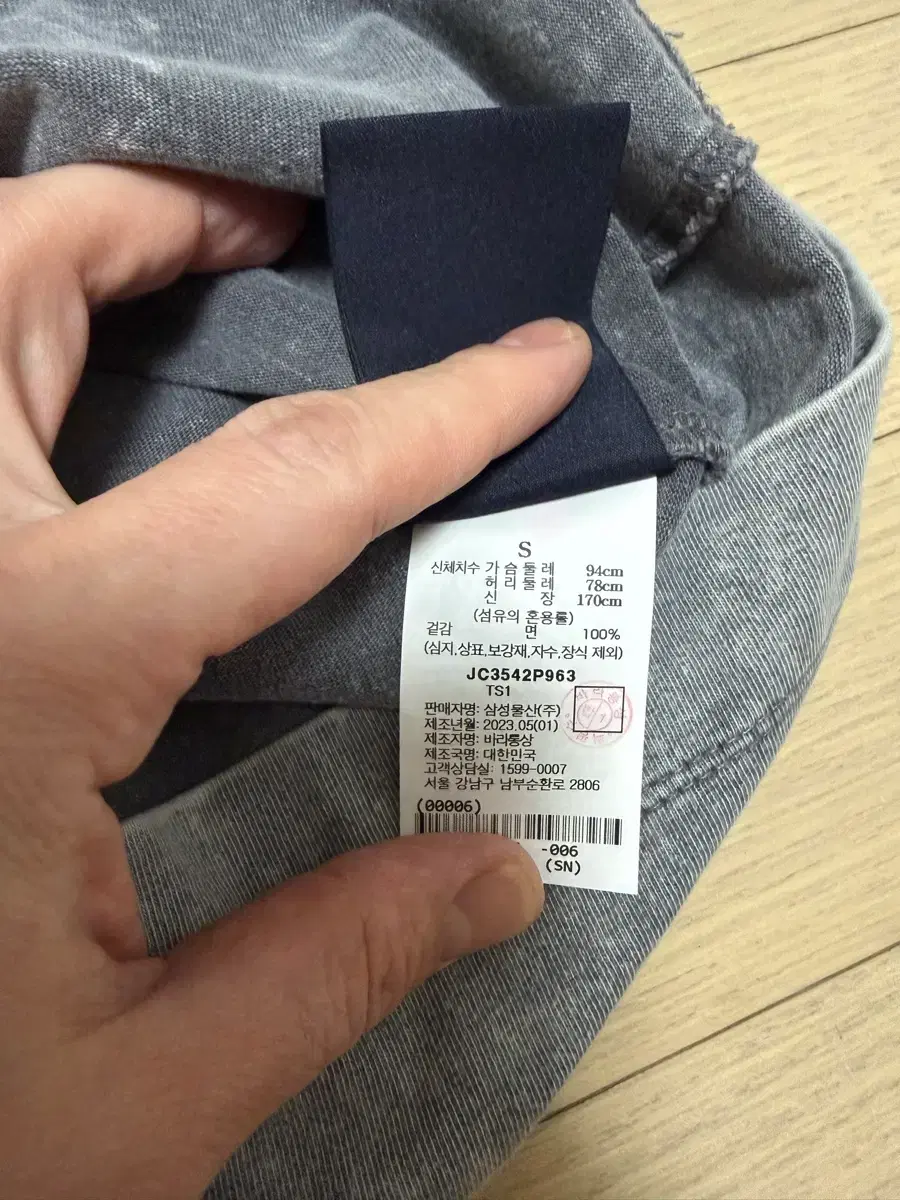 S
신체치수 가슴둘레 94cm
허리둘레 78cm
신 장 170cm
(섬유의 혼용률)
겉감 면 100%
(심지,상표,보강재,자수,장식 제외)
JC3542P963
TS1
판매자명: 삼성물산(주)
제조년월: 2023.05(01)
제조자명: 바라통상
제조국명: 대한민국
고객상담실: 1599-0007
서울 강남구 남부순환로 2806
(00006)
-006
(SN)